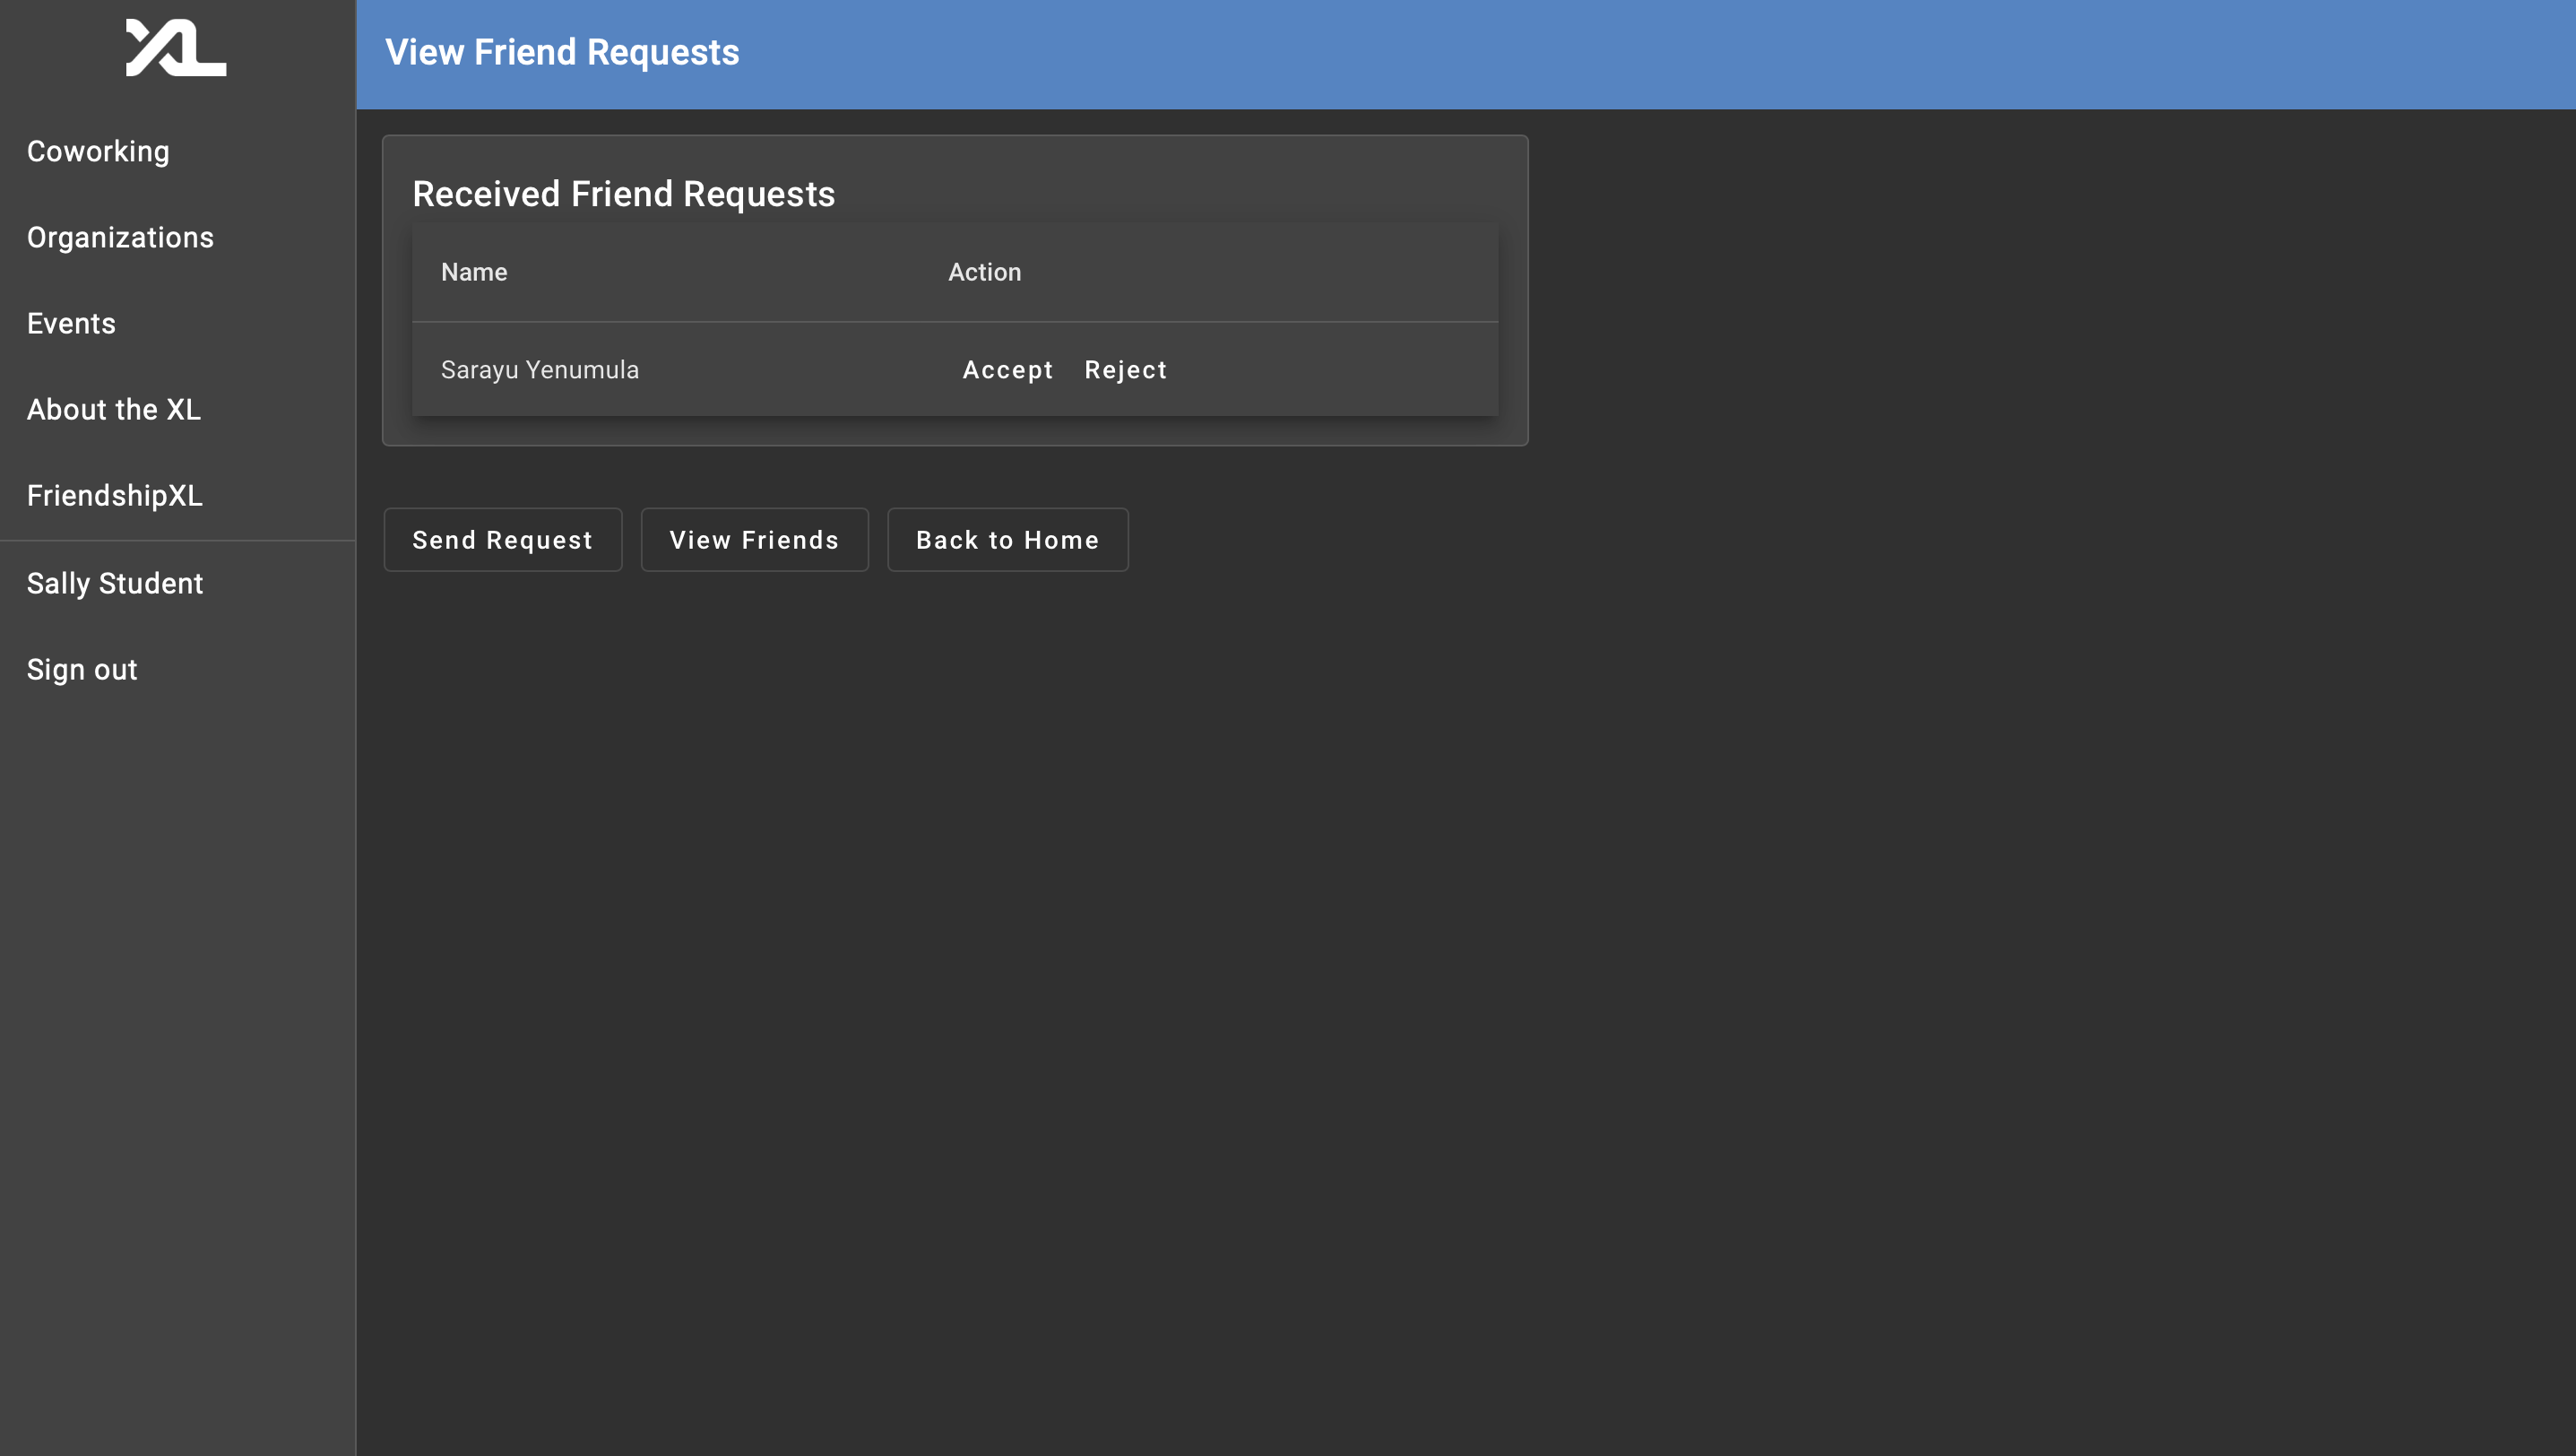 XL
View Friend Requests
Coworking
Organizations
Events
About the XL
FriendshipXL
Sally Student
Sign out
Received Friend Requests
Name Action
Sarayu Yenumula Accept Reject
Send Request View Friends Back to Home